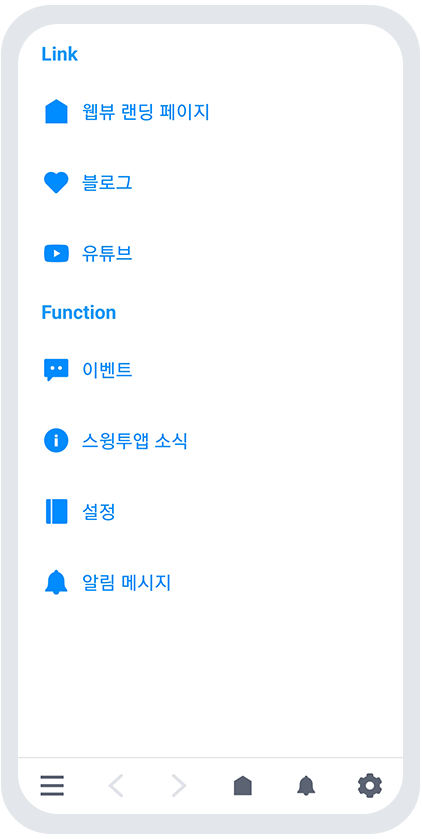 Link
웹뷰 랜딩 페이지
블로그
유튜브
Function
이벤트
스윙투앱 소식
설정
알림 메시지